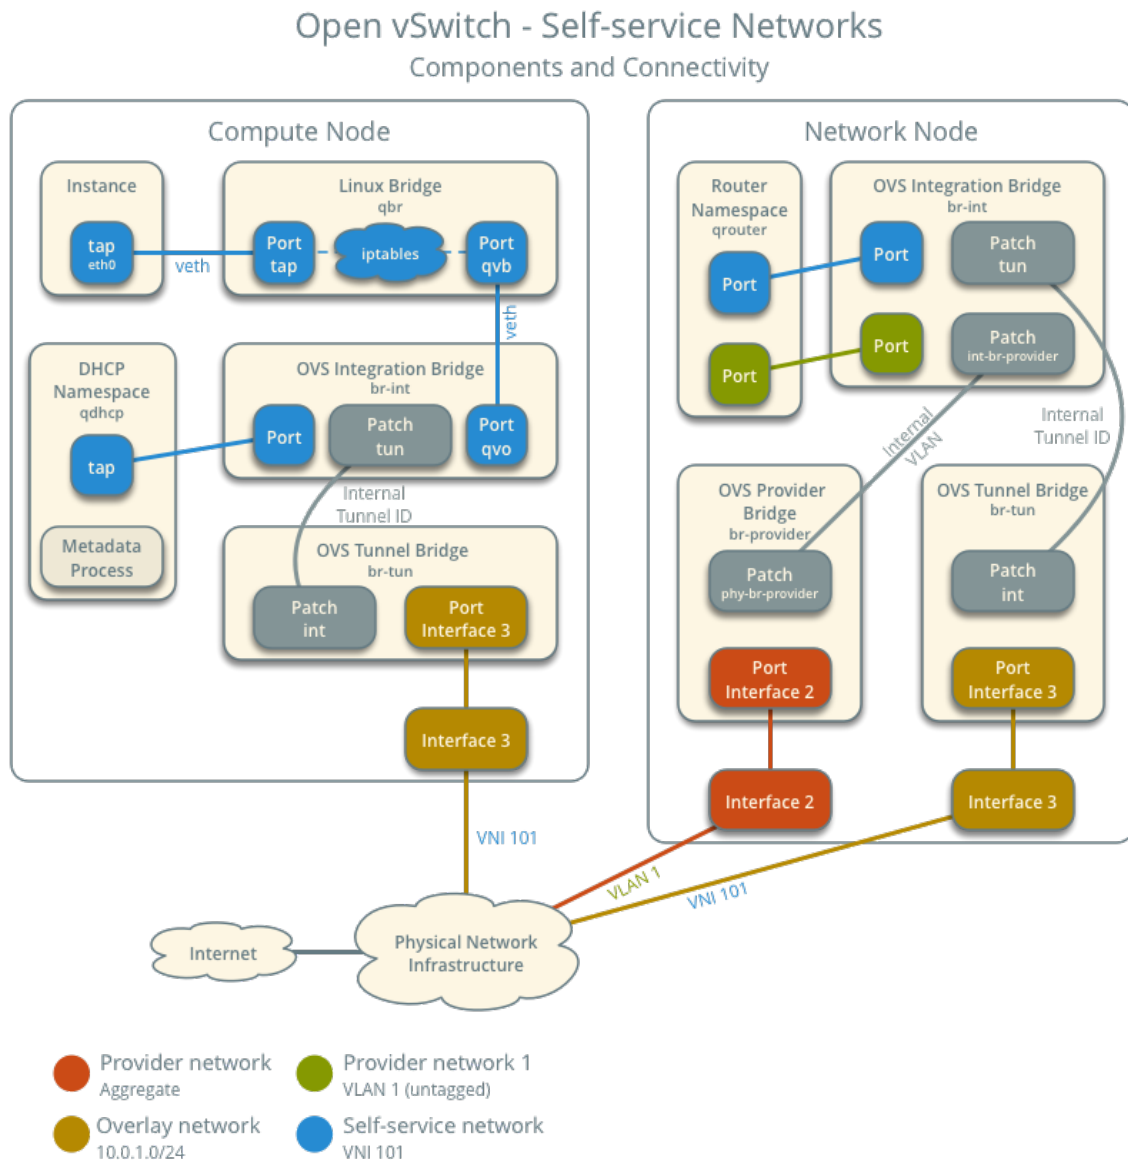 Open vSwitch - Self-service Networks
Components and Connectivity
Compute Node
Instance
tap
eth0
veth
Linux Bridge
qbr
Port
tap
iptables
Port
qvb
veth
DHCP
Namespace
qdhcp
tap
Metadata
Process
OVS Integration Bridge
br-int
Port
Patch
tun
Port
qvo
Internal
Tunnel ID
OVS Tunnel Bridge
br-tun
Patch
int
Port
Interface 3
Interface 3
VNI 101
Network Node
Router
Namespace
qrouter
Port
Port
OVS Integration Bridge
br-int
Port
Patch
tun
Port
Patch
int-br-provider
Internal
VLAN
Internal
Tunnel ID
OVS Provider
Bridge
br-provider
Patch
phy-br-provider
Port
Interface 2
Interface 2
OVS Tunnel Bridge
br-tun
Patch
int
Port
Interface 3
Interface 3
VLAN 1
VNI 101
Internet
Physical Network
Infrastructure
Provider network
Aggregate
Provider network 1
VLAN 1 (untagged)
Overlay network
10.0.1.0/24
Self-service network
VNI 101